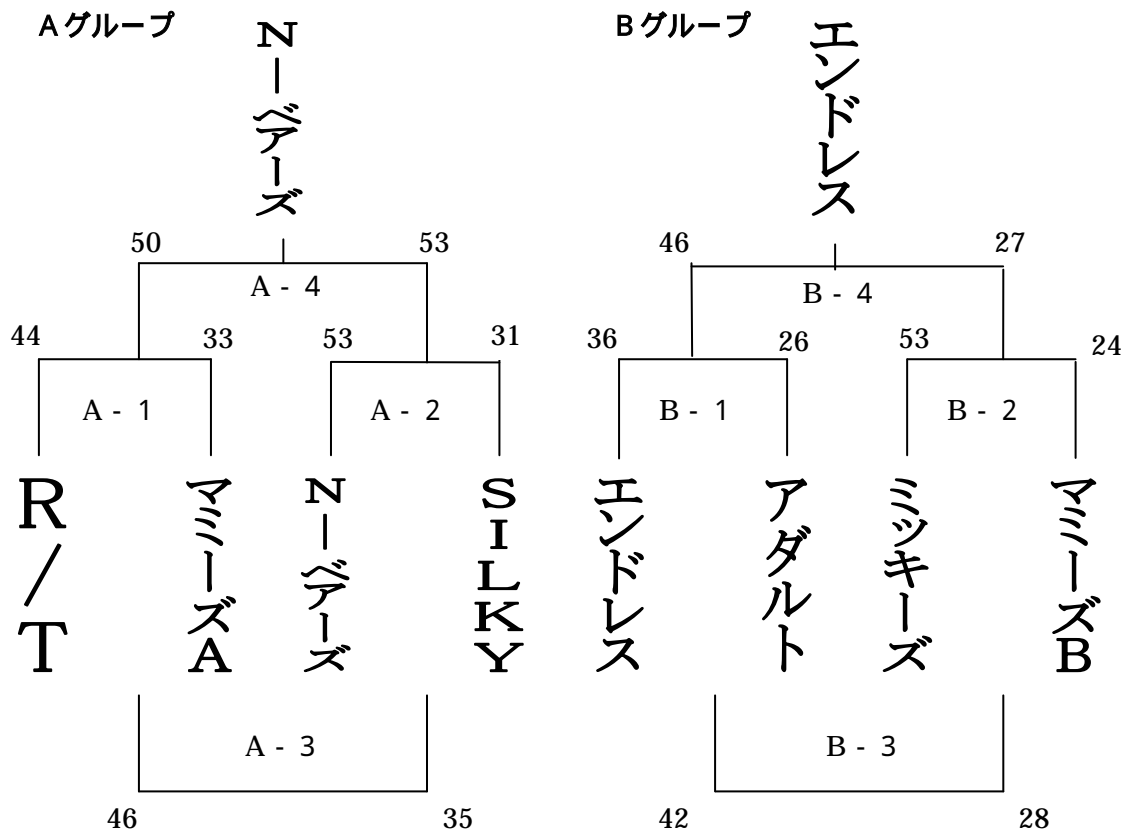 Aグループ
Bグループ
Nーベアーズ
エンドレス
50 53
46 27
A - 4
B - 4
44 33 53 31
36 26 53 24
A - 1
A - 2
B - 1
B - 2
R/T
マミーズA
Nーベアーズ
SILKY
エンドレス
アダルト
ミッキーズ
マミーズB
A - 3
B - 3
46 35
42 28